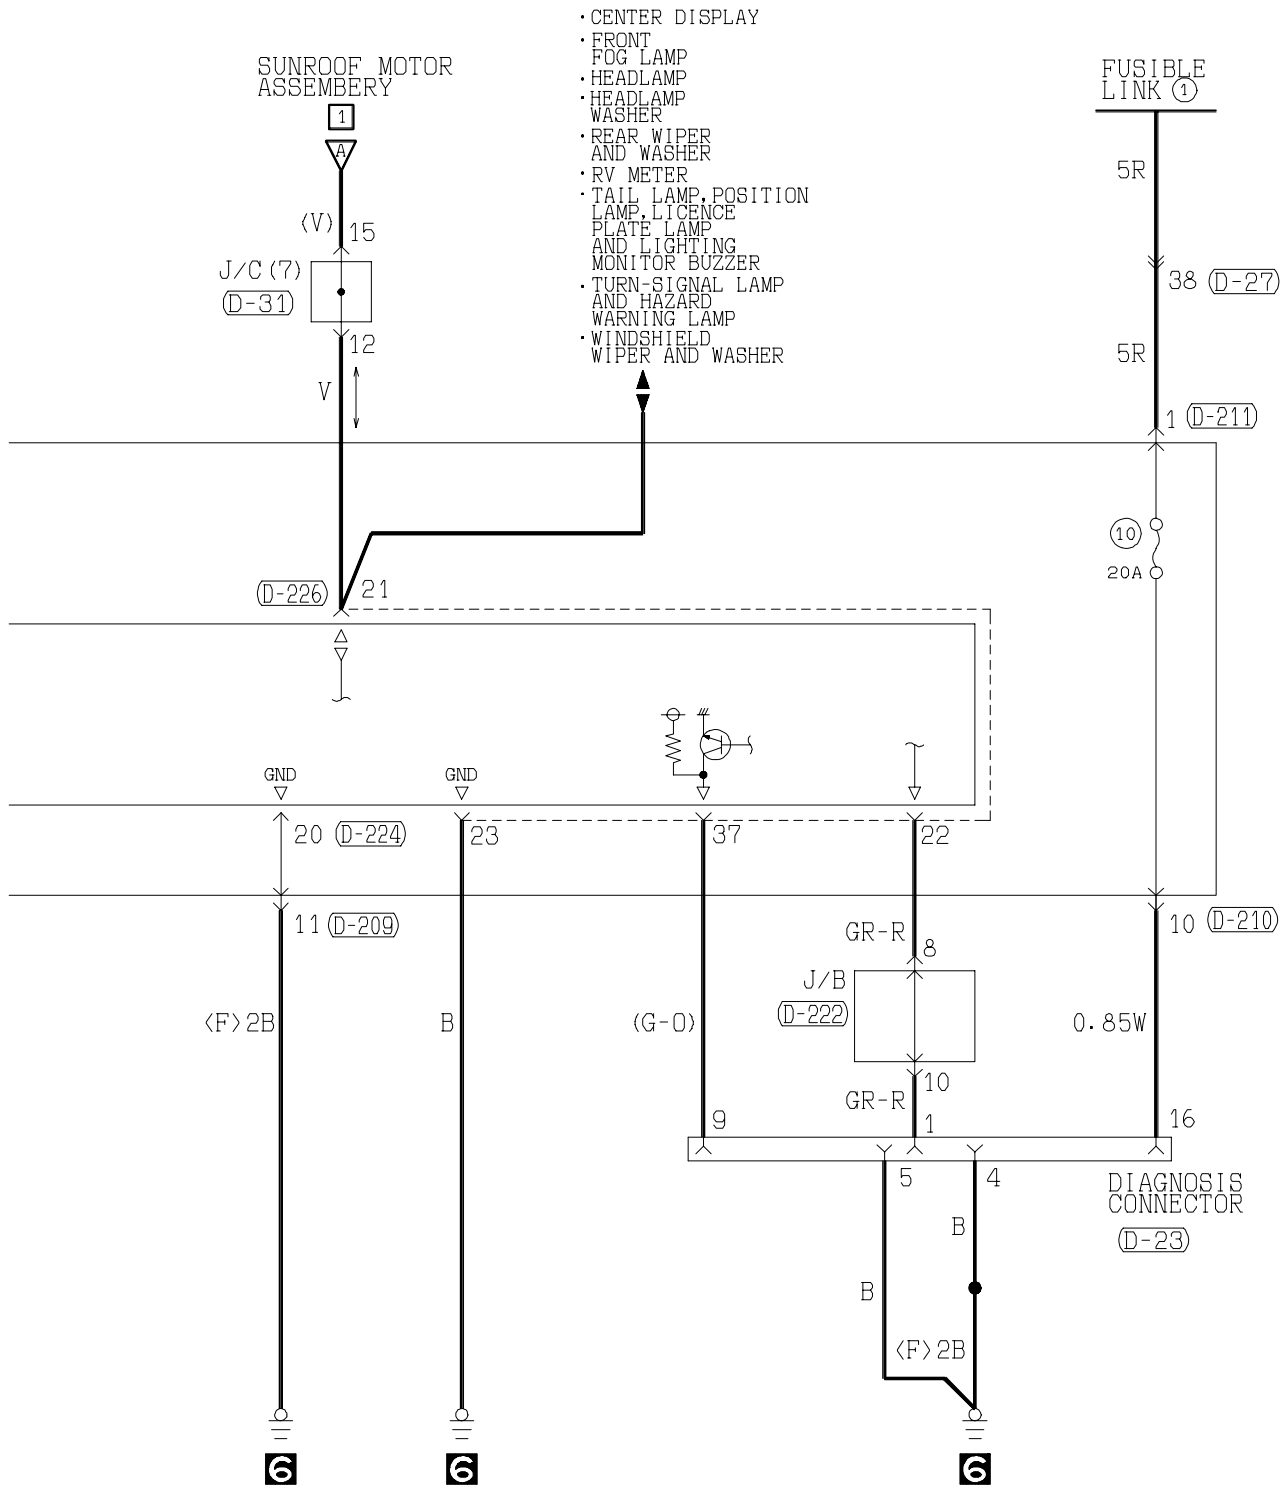 · CENTER DISPLAY
· FRONT
FOG LAMP
· HEADLAMP
· HEADLAMP
WASHER
· REAR WIPER
AND WASHER
· RV METER
· TAIL LAMP,POSITION
LAMP,LICENCE
PLATE LAMP
AND LIGHTING
MONITOR BUZZER
· TURN-SIGNAL LAMP
AND HAZARD
WARNING LAMP
· WINDSHIELD
WIPER AND WASHER
SUNROOF MOTOR
ASSEMBERY
1
A
FUSIBLE
LINK 1
5R
(V) 15
J/C(7)
(D-31)
12
V
38 (D-27)
5R
1 (D-211)
10
20A
(D-226) 21
GND
GND
20 (D-224)
23
37
22
11 (D-209)
10 (D-210)
GR-R
8
J/B
(D-222)
<F>2B
B
(G-O)
0.85W
10
GR-R
9
1
16
5
4
DIAGNOSIS
CONNECTOR
(D-23)
B
B
<F>2B
6
6
6